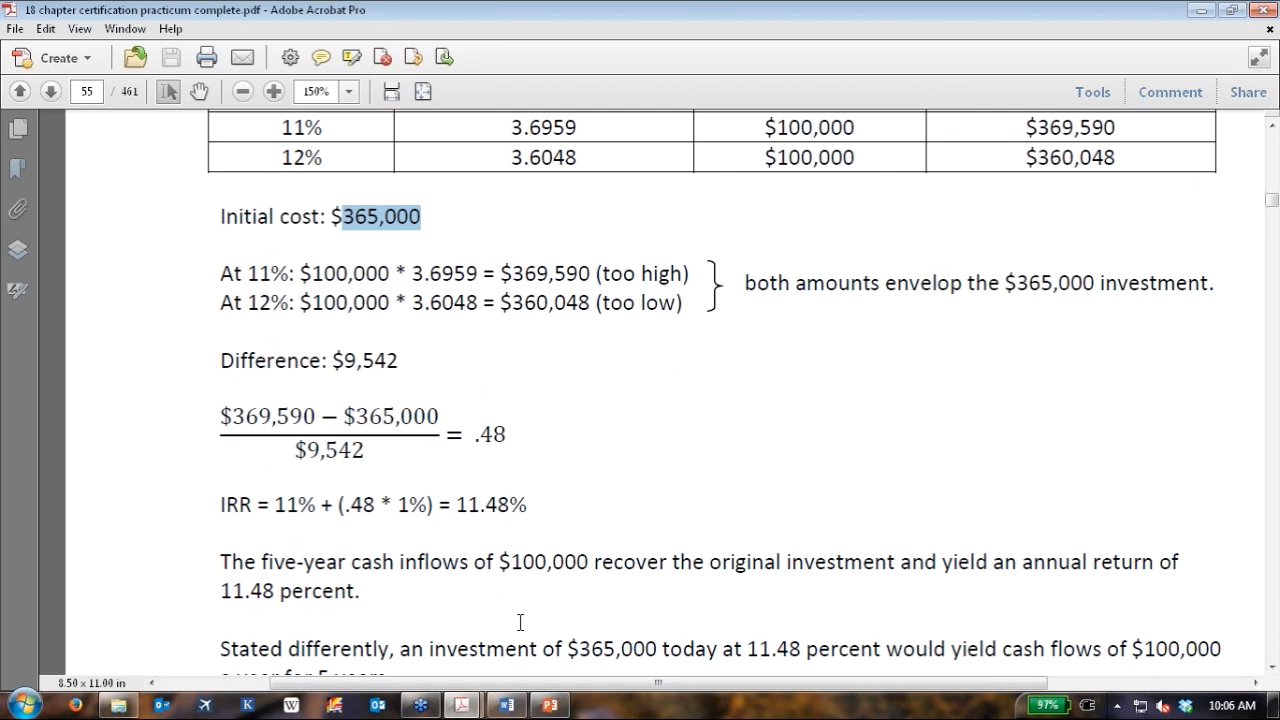 18 chapter certification practicum complete.pdf - Adobe Acrobat Pro
File Edit View Window Help
Create
55 / 461 150% Tools Comment Share
11% 3.6959 $100,000 $369,590
12% 3.6048 $100,000 $360,048
Initial cost: $365,000
At 11%: $100,000 * 3.6959 = $369,590 (too high)
At 12%: $100,000 * 3.6048 = $360,048 (too low)
both amounts envelop the $365,000 investment.
Difference: $9,542
$369,590 − $365,000
$9,542
= .48
IRR = 11% + (.48 * 1%) = 11.48%
The five-year cash inflows of $100,000 recover the original investment and yield an annual return of
11.48 percent.
Stated differently, an investment of $365,000 today at 11.48 percent would yield cash flows of $100,000
a year for 5 years
8.50 x 11.00 in
97% 10:06 AM